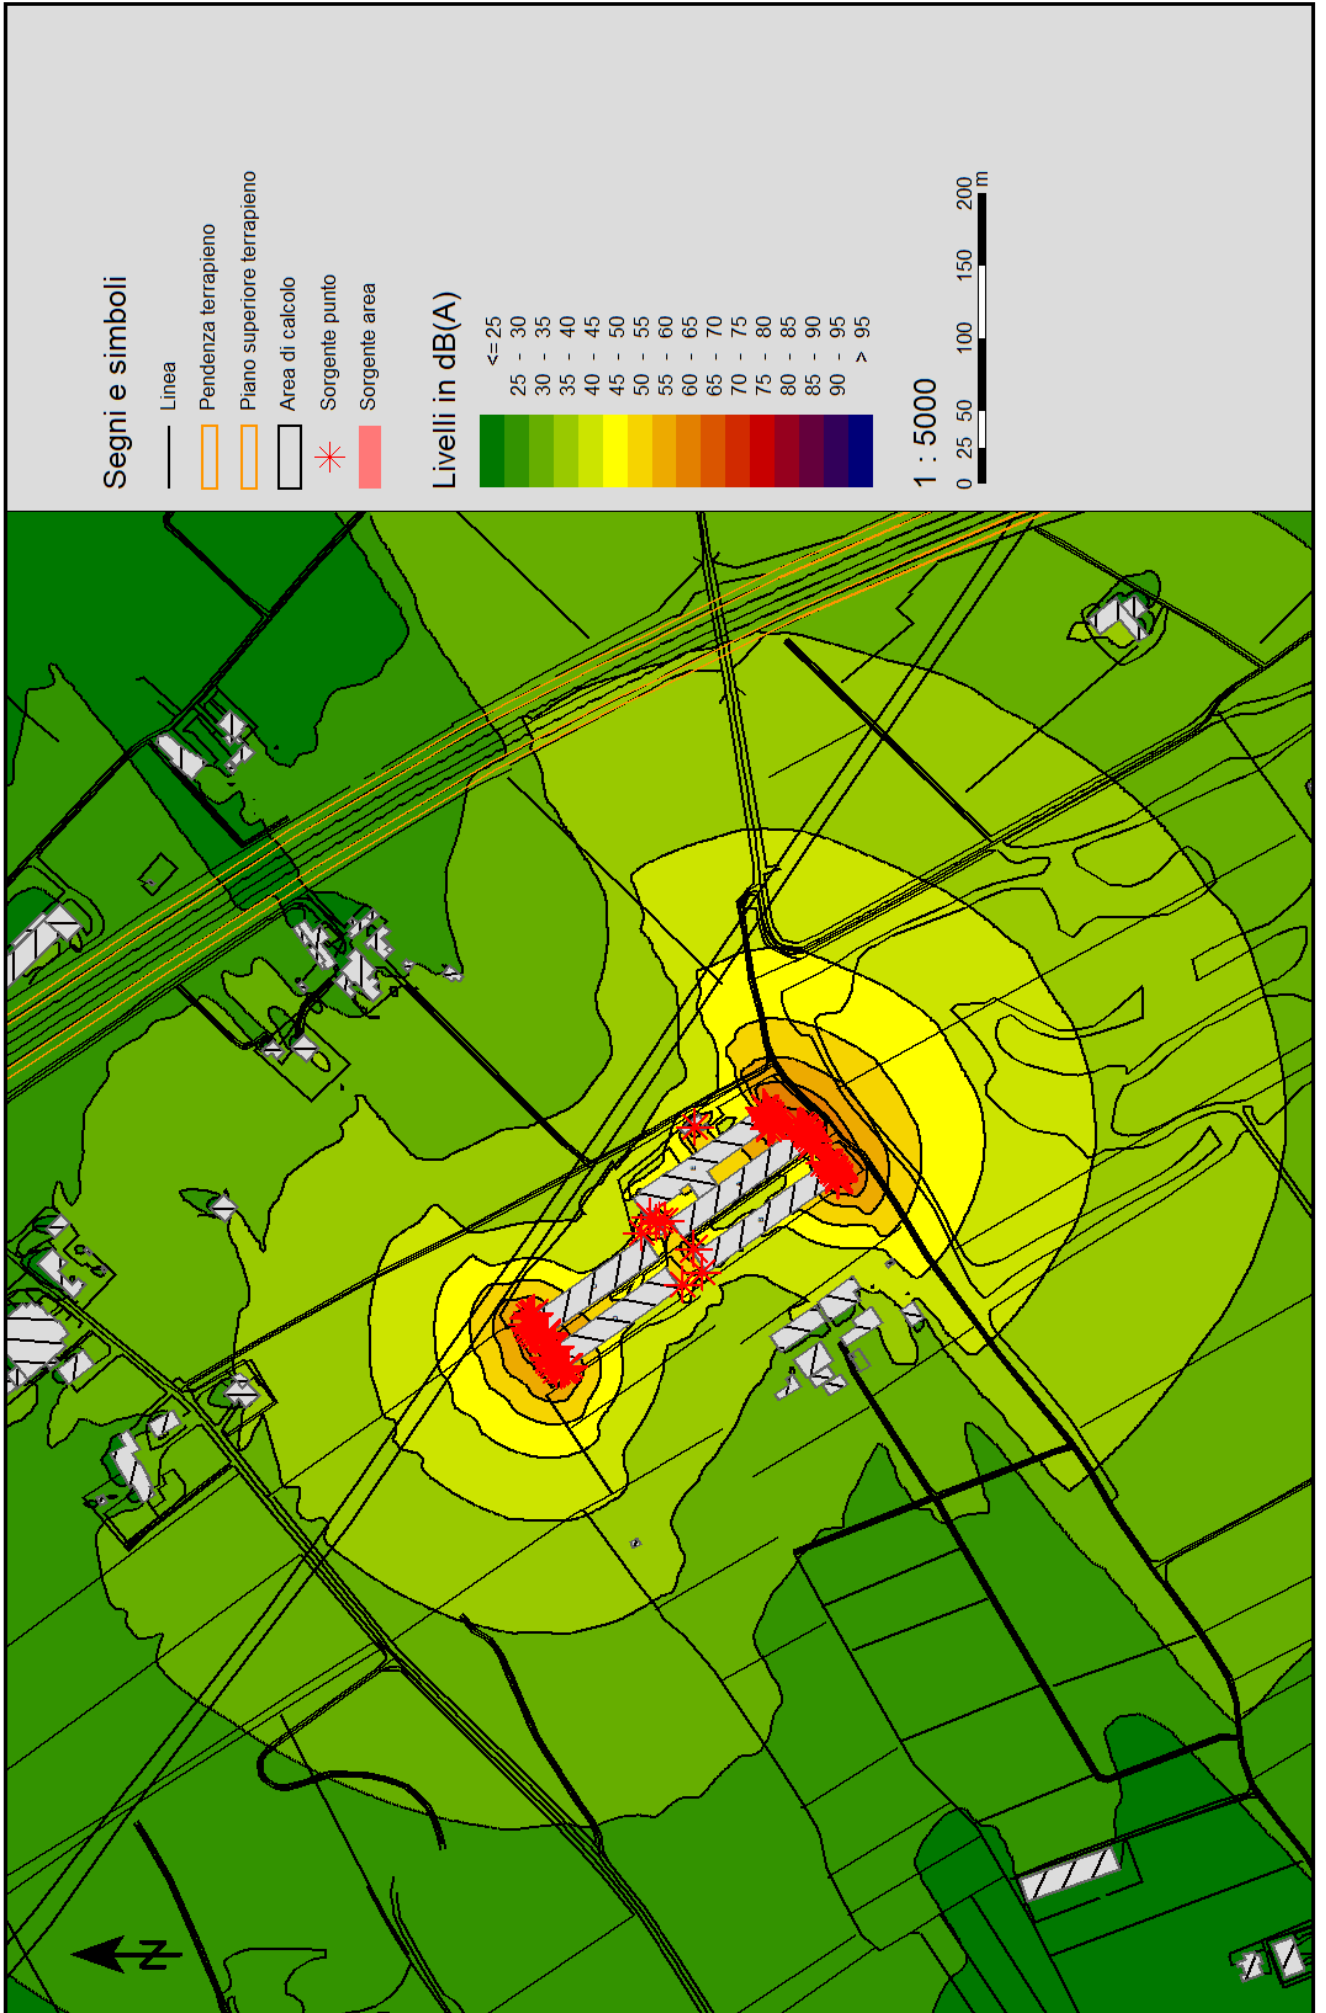 Segni e simboli
Linea
Pendenza terrapieno
Piano superiore terrapieno
Area di calcolo
Sorgente punto
Sorgente area
Livelli in dB(A)
<= 25
25 - 30
30 - 35
35 - 40
40 - 45
45 - 50
50 - 55
55 - 60
60 - 65
65 - 70
70 - 75
75 - 80
80 - 85
85 - 90
90 - 95
> 95
1 : 5000
0 25 50 100 150 200
m
N